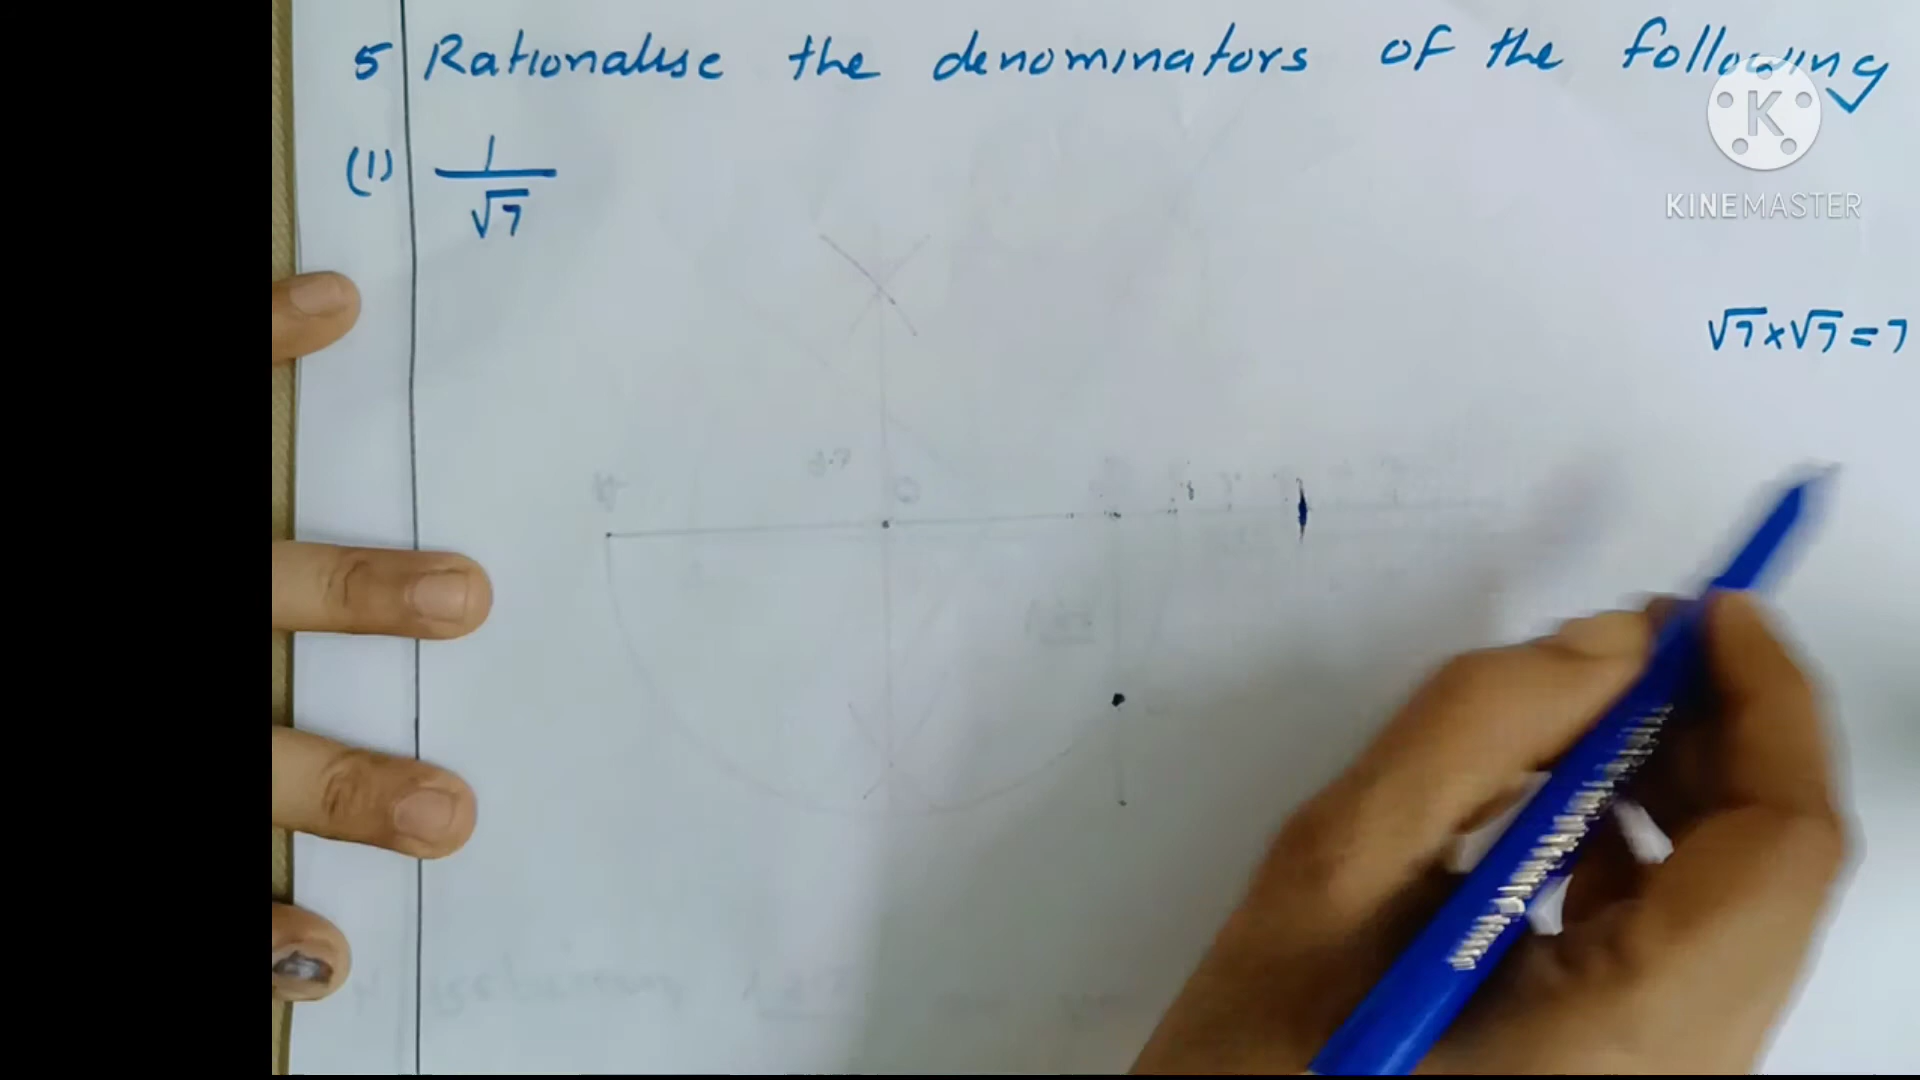 5 Rationalise the denominators of the following
K
KINEMASTER
(1) 1/√7
√7×√7=7